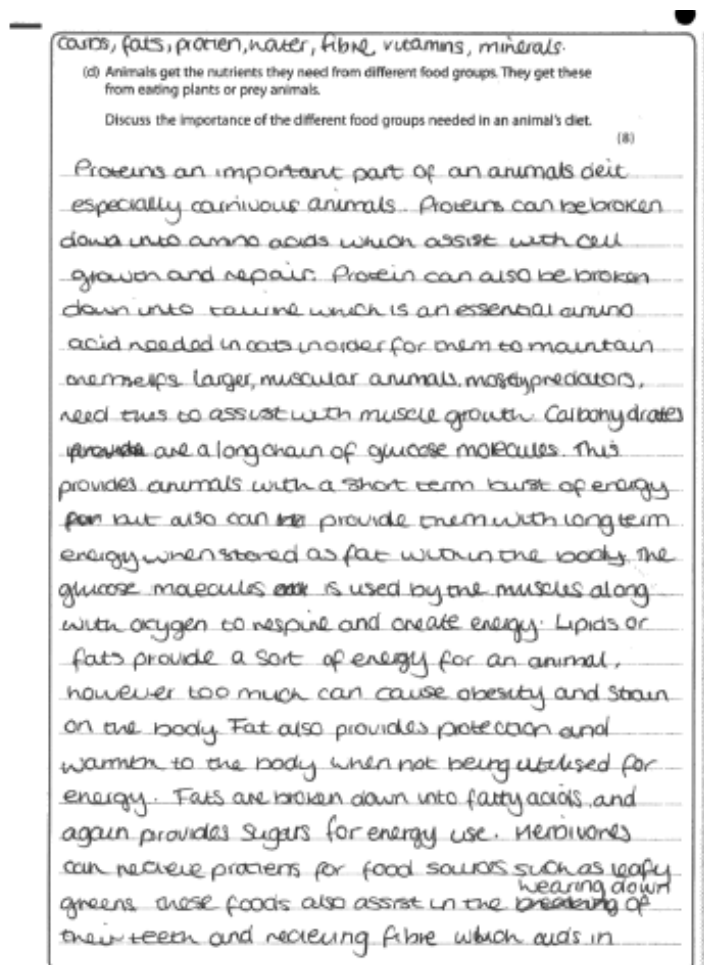 carbs, fats, protien, water, fibre, vitamins, minerals.
(d) Animals get the nutrients they need from different food groups. They get these
from eating plants or prey animals.
Discuss the importance of the different food groups needed in an animal's diet.
(8)
Proteins an important part of an animals deit
especially carnivous animals. Proteins can be broken
down into amino acids which assist with cell
growth and repair. Protein can also be broken
down into taurine which is an essential amino
acid needed in cats in order for them to maintain
themselfs. larger, muscular animals, mostly predators,
need this to assist with muscle growth. Carbohydrates
provide are a long chain of glucose molecules. This
provides animals with a short term burst of energy
but also can provide them with long term
energy when stored as fat within the body. The
glucose molecules is used by the muscles along
with oxygen to respire and create energy. Lipids or
fats provide a sort of energy for an animal,
however too much can cause obesity and strain
on the body. Fat also provides protection and
warmth to the body when not being utilised for
energy. Fats are broken down into fatty acids, and
again provides sugars for energy use. Herbivores
can recieve protiens for food sources such as leafy
wearing down
greens these foods also assist in the of
their teeth and recieving fibre which aids in